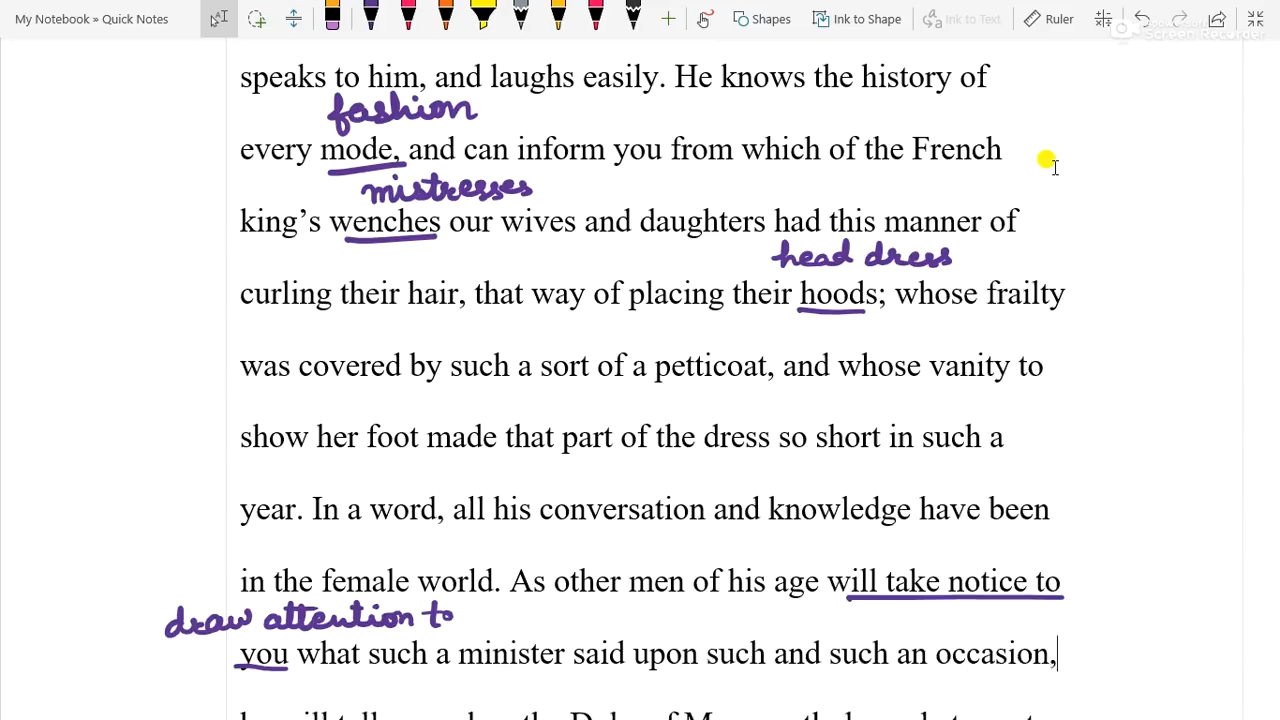 My Notebook » Quick Notes
Shapes
Ink to Shape
Ink to Text
Ruler
Screen Recorder
speaks to him, and laughs easily. He knows the history of
fashion
every mode, and can inform you from which of the French
mistresses
king’s wenches our wives and daughters had this manner of
head dress
curling their hair, that way of placing their hoods; whose frailty
was covered by such a sort of a petticoat, and whose vanity to
show her foot made that part of the dress so short in such a
year. In a word, all his conversation and knowledge have been
in the female world. As other men of his age will take notice to
draw attention to
you what such a minister said upon such and such an occasion,